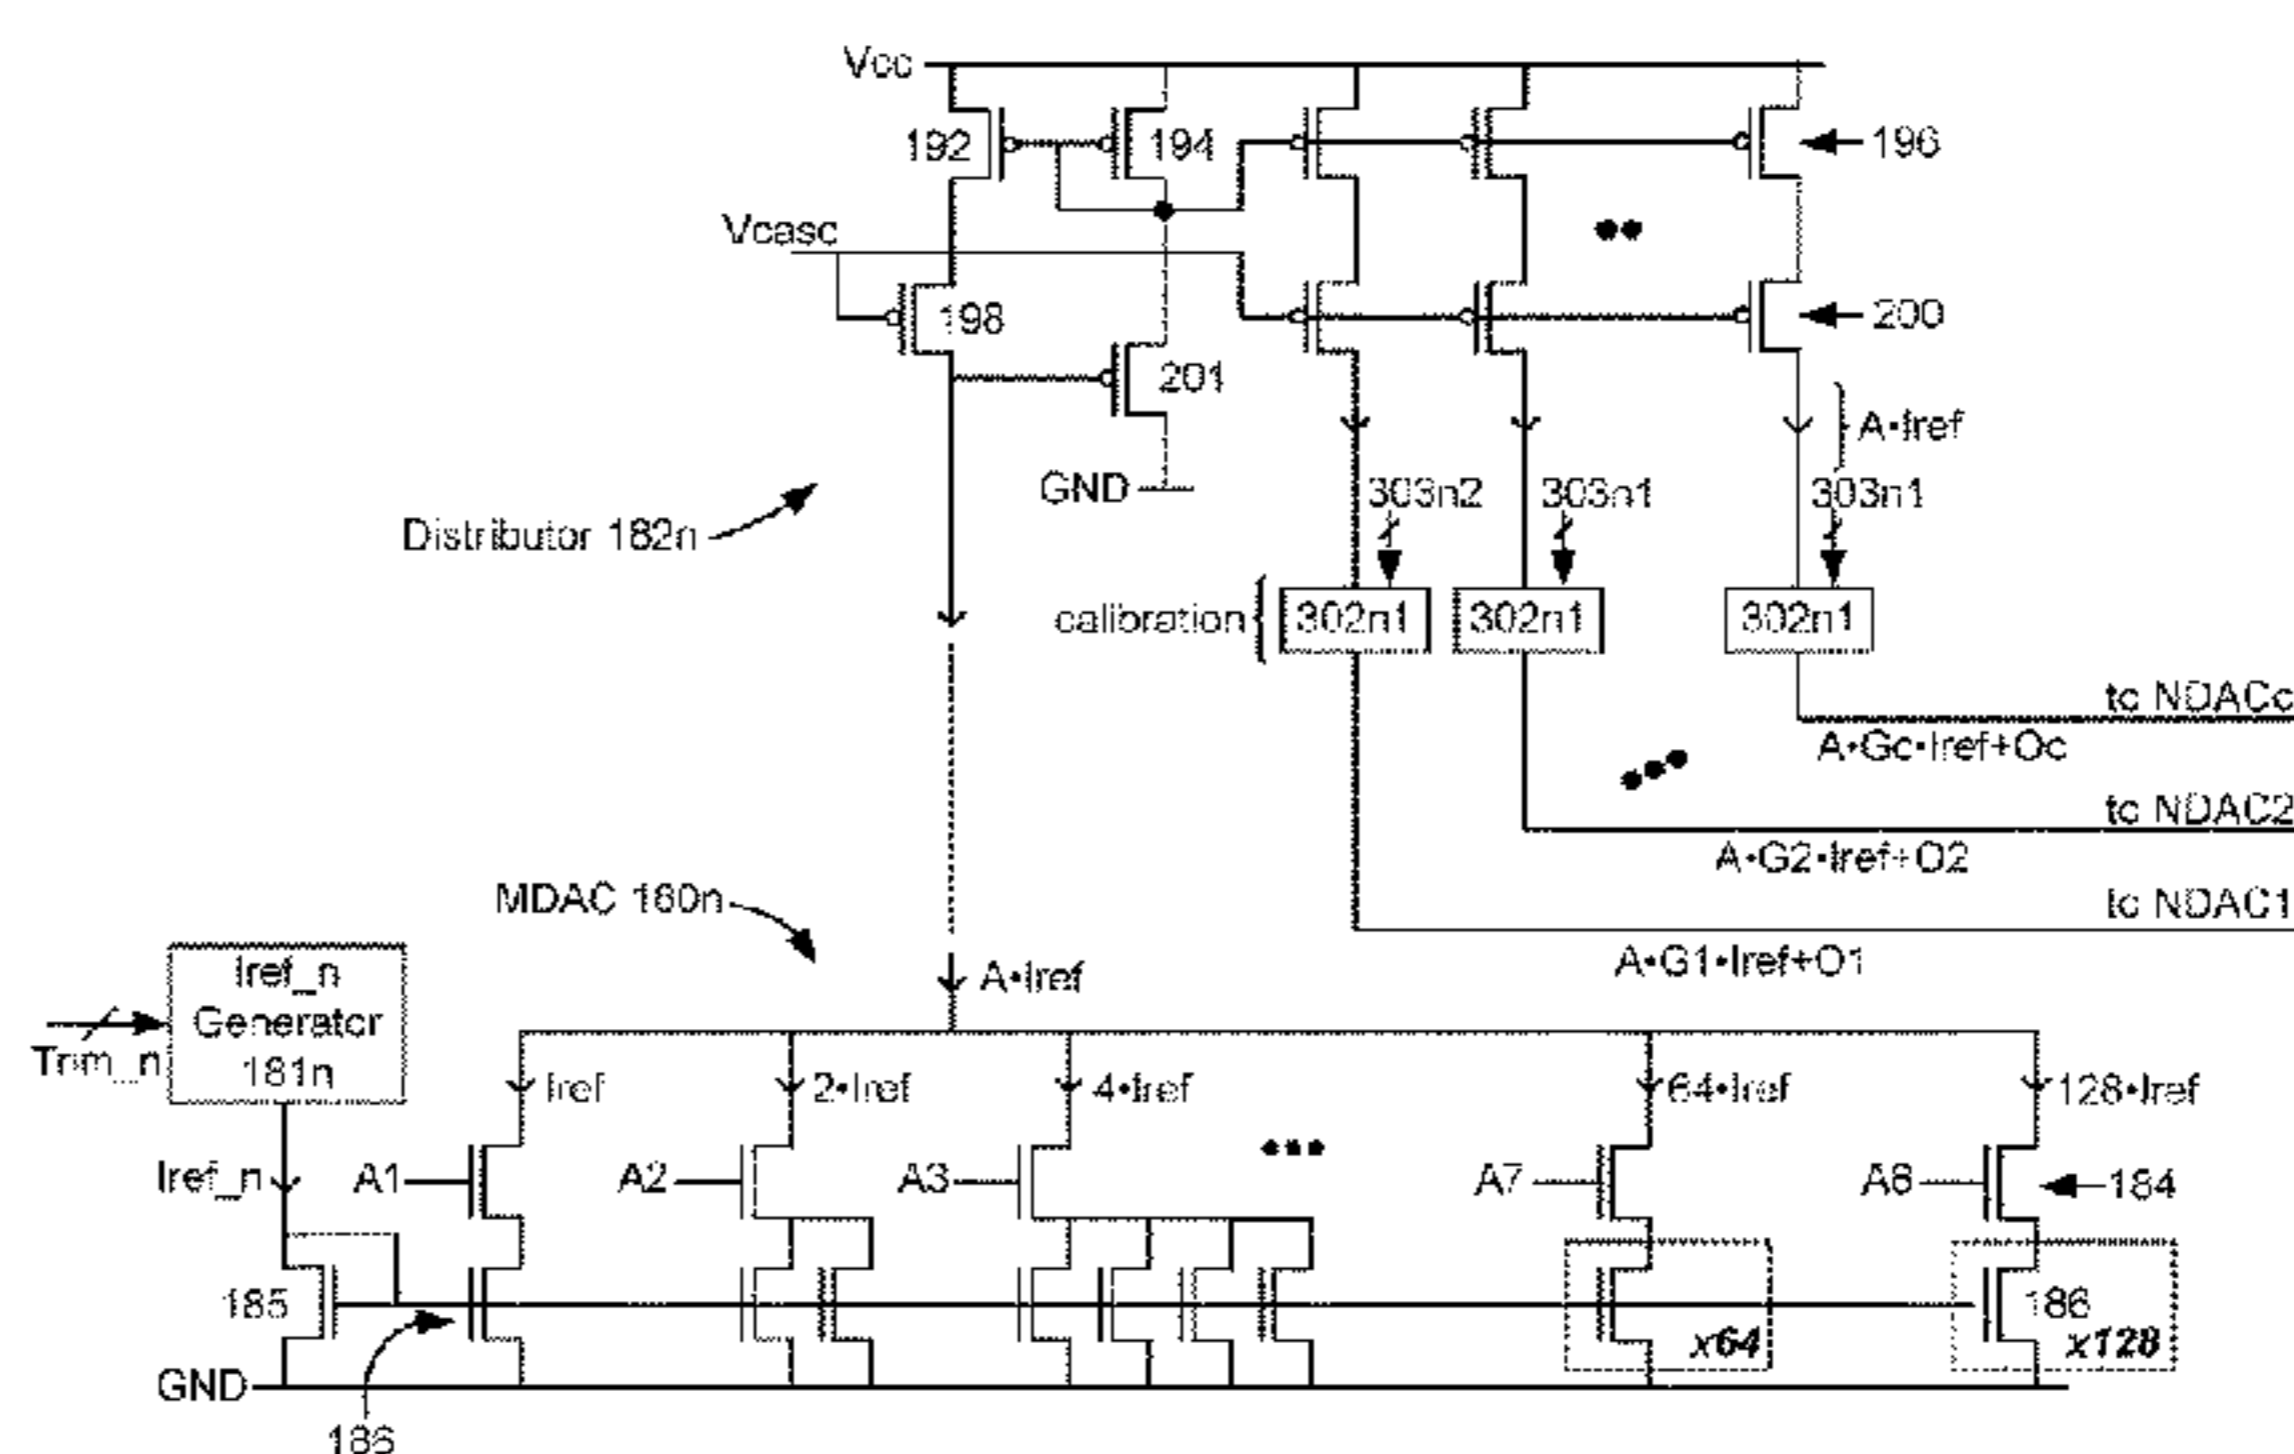 Vcc
192
194
196
Vcasc
198
200
201
A•Iref
GND
303n2
303n1
303n1
Distributor 182n
calibration
302n1
302n1
302n1
to NDACc
A•Gc•Iref+Oc
to NDAC2
A•G2•Iref+O2
MDAC 160n
to NDAC1
A•G1•Iref+O1
Iref_n
Generator
181n
Trim_n
A•Iref
Iref
2•Iref
4•Iref
64•Iref
128•Iref
Iref_n
A1
A2
A3
A7
A8
184
185
186
x64
x128
GND
186